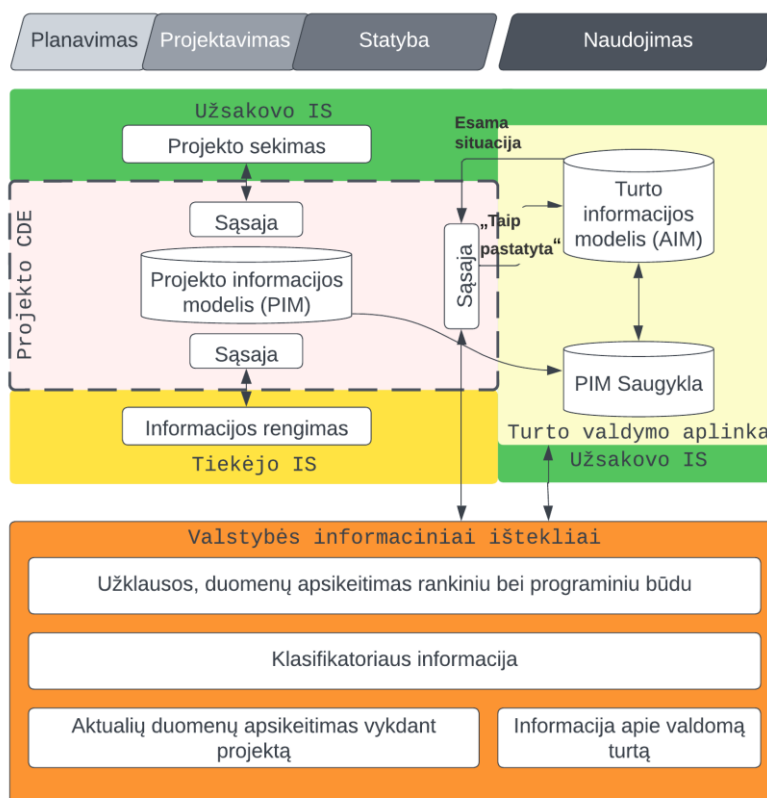 Planavimas
Projektavimas
Statyba
Naudojimas
Užsakovo IS
Projekto sekimas
Projekto CDE
Sąsaja
Projekto informacijos
modelis (PIM)
Sąsaja
Informacijos rengimas
Tiekėjo IS
Esama
situacija
„Taip
pastatyta“
Sąsaja
Turto
informacijos
modelis (AIM)
PIM Saugykla
Turto valdymo aplinka
Užsakovo IS
Valstybės informaciniai ištekliai
Užklausos, duomenų apsikeitimas rankiniu bei programiniu būdu
Klasifikatoriaus informacija
Aktualių duomenų apsikeitimas vykdant
projektą
Informacija apie valdomą
turtą